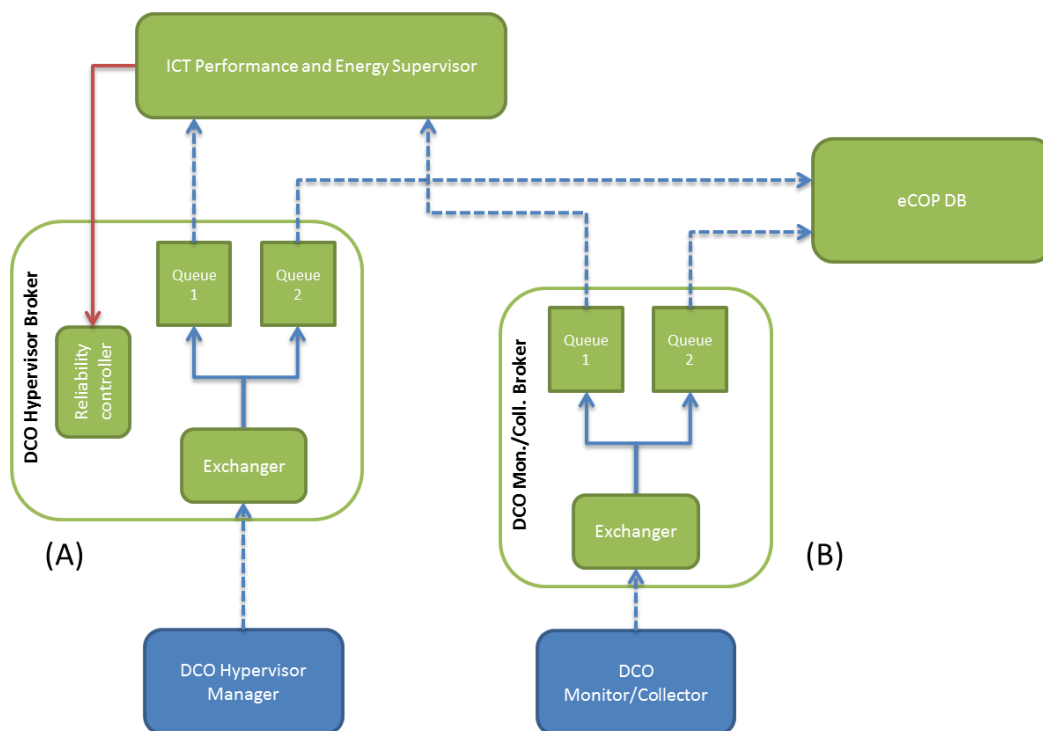 ICT Performance and Energy Supervisor
eCOP DB
DCO Hypervisor Broker
Queue
1
Queue
2
Reliability
controller
Exchanger
(A)
DCO Mon./Coll. Broker
Queue
1
Queue
2
Exchanger
(B)
DCO Hypervisor
Manager
DCO
Monitor/Collector